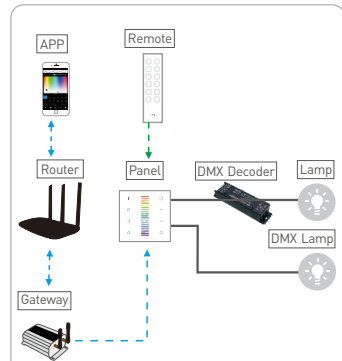 APP
Remote
Router
Panel
DMX Decoder
Lamp
DMX Lamp
Gateway